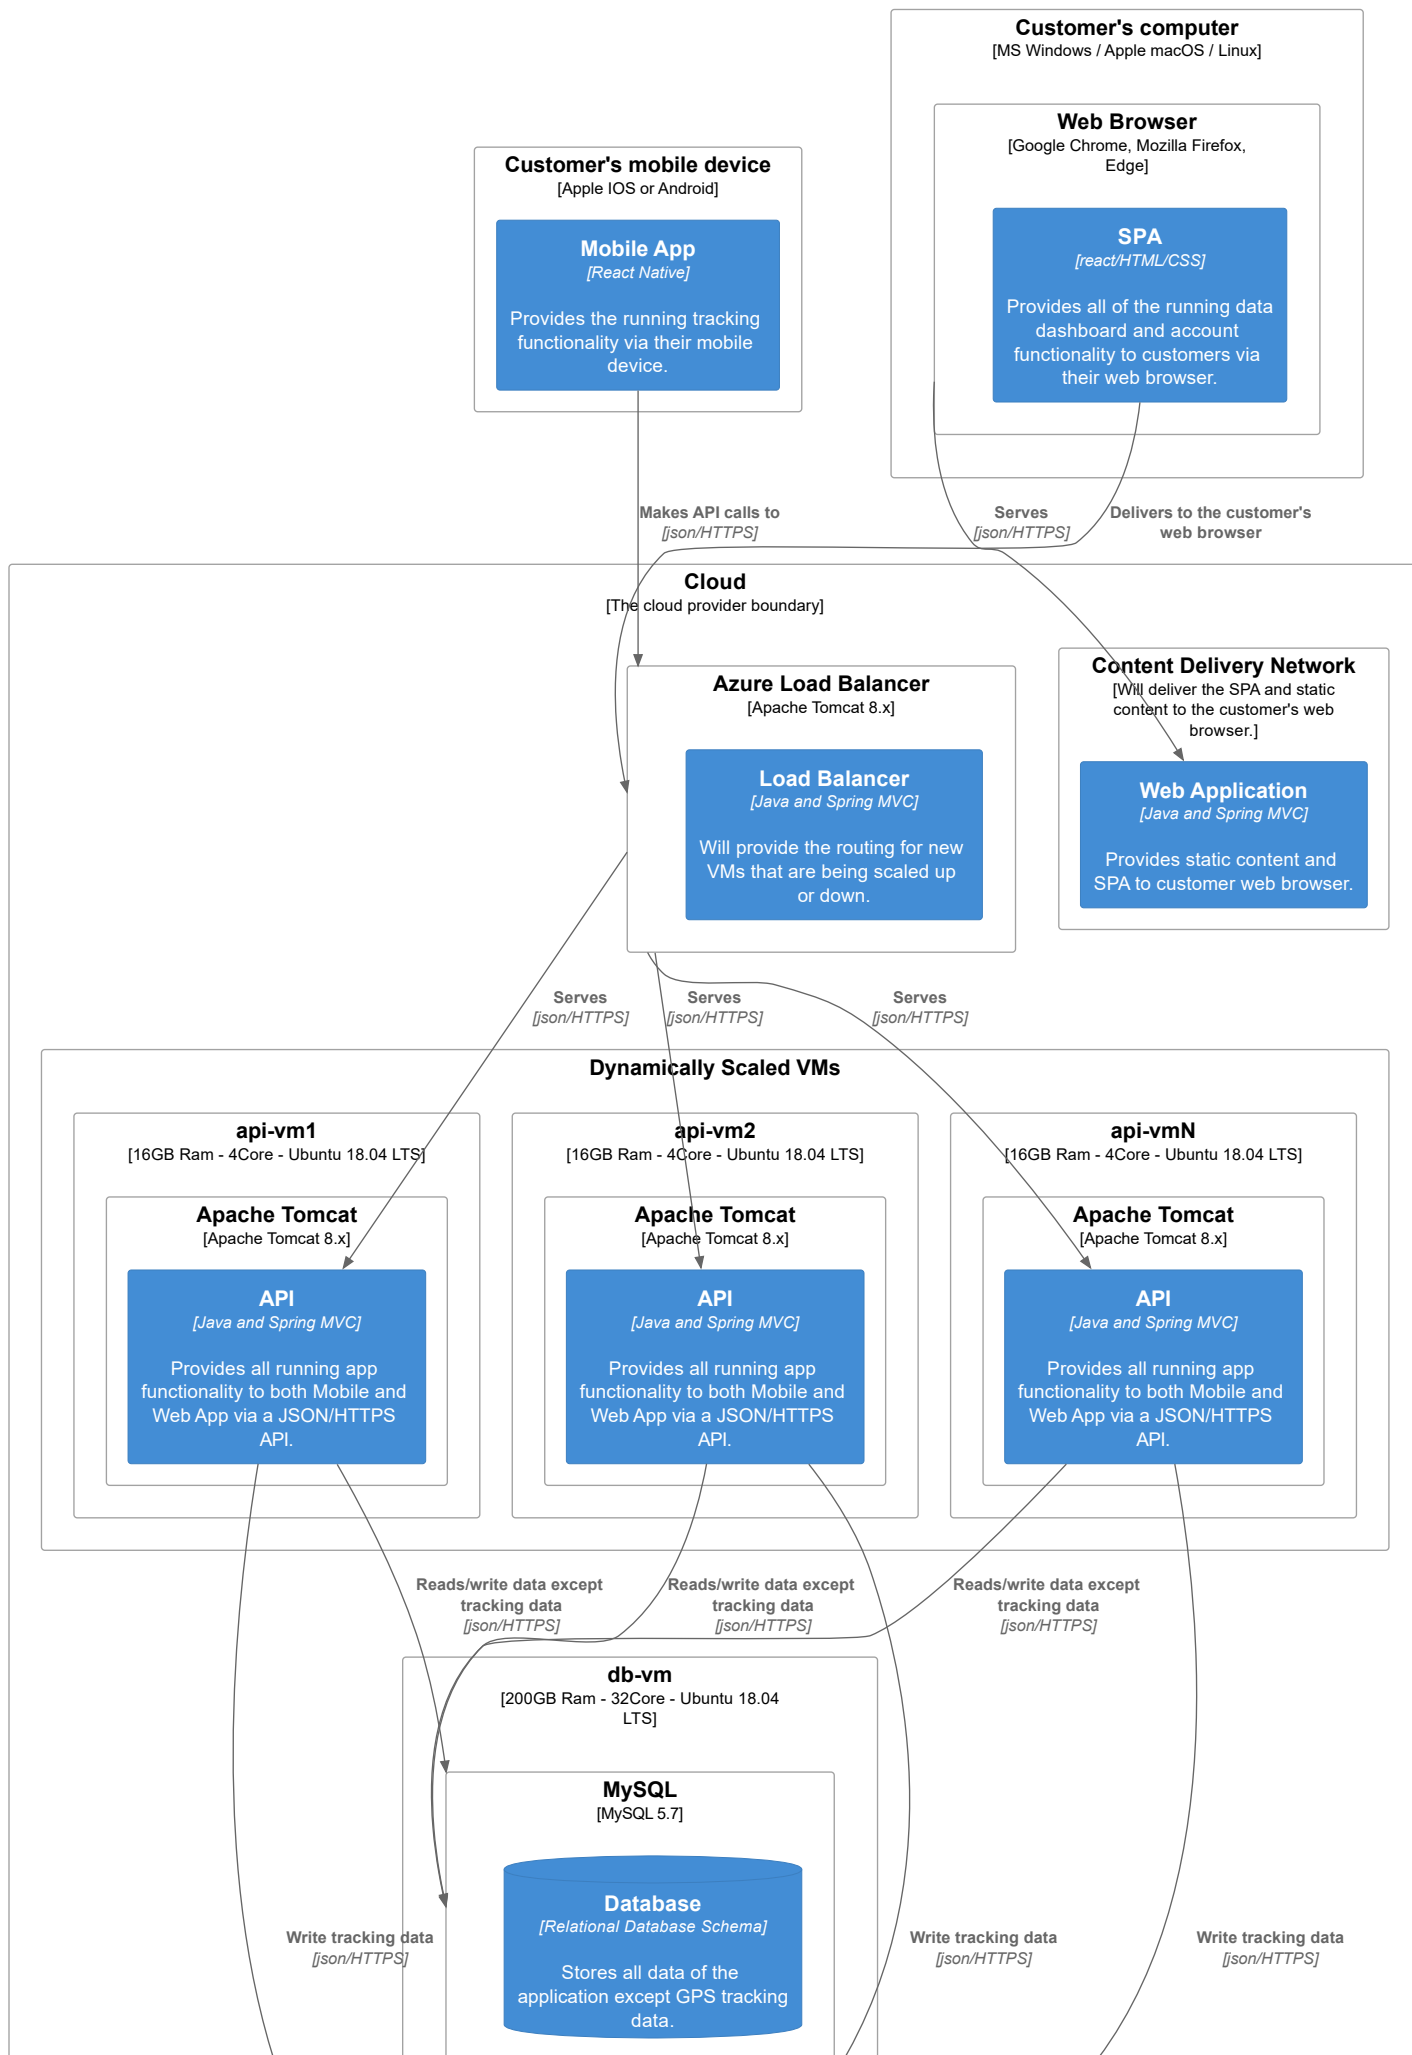 Customer's computer
[MS Windows / Apple macOS / Linux]
Web Browser
[Google Chrome, Mozilla Firefox,
Edge]
Customer's mobile device
[Apple IOS or Android]
SPA
[react/HTML/CSS]
Provides all of the running data
dashboard and account
functionality to customers via
their web browser.
Mobile App
[React Native]
Provides the running tracking
functionality via their mobile
device.
Makes API calls to
[json/HTTPS]
Serves
[json/HTTPS]
Delivers to the customer's
web browser
Cloud
[The cloud provider boundary]
Azure Load Balancer
[Apache Tomcat 8.x]
Load Balancer
[Java and Spring MVC]
Will provide the routing for new
VMs that are being scaled up
or down.
Content Delivery Network
[Will deliver the SPA and static
content to the customer's web
browser.]
Web Application
[Java and Spring MVC]
Provides static content and
SPA to customer web browser.
Serves
[json/HTTPS]
Serves
[json/HTTPS]
Serves
[json/HTTPS]
Dynamically Scaled VMs
api-vm1
[16GB Ram - 4Core - Ubuntu 18.04 LTS]
Apache Tomcat
[Apache Tomcat 8.x]
API
[Java and Spring MVC]
Provides all running app
functionality to both Mobile and
Web App via a JSON/HTTPS
API.
api-vm2
[16GB Ram - 4Core - Ubuntu 18.04 LTS]
Apache Tomcat
[Apache Tomcat 8.x]
API
[Java and Spring MVC]
Provides all running app
functionality to both Mobile and
Web App via a JSON/HTTPS
API.
api-vmN
[16GB Ram - 4Core - Ubuntu 18.04 LTS]
Apache Tomcat
[Apache Tomcat 8.x]
API
[Java and Spring MVC]
Provides all running app
functionality to both Mobile and
Web App via a JSON/HTTPS
API.
Reads/write data except
tracking data
[json/HTTPS]
Reads/write data except
tracking data
[json/HTTPS]
Reads/write data except
tracking data
[json/HTTPS]
db-vm
[200GB Ram - 32Core - Ubuntu 18.04
LTS]
MySQL
[MySQL 5.7]
Database
[Relational Database Schema]
Stores all data of the
application except GPS tracking
data.
Write tracking data
[json/HTTPS]
Write tracking data
[json/HTTPS]
Write tracking data
[json/HTTPS]